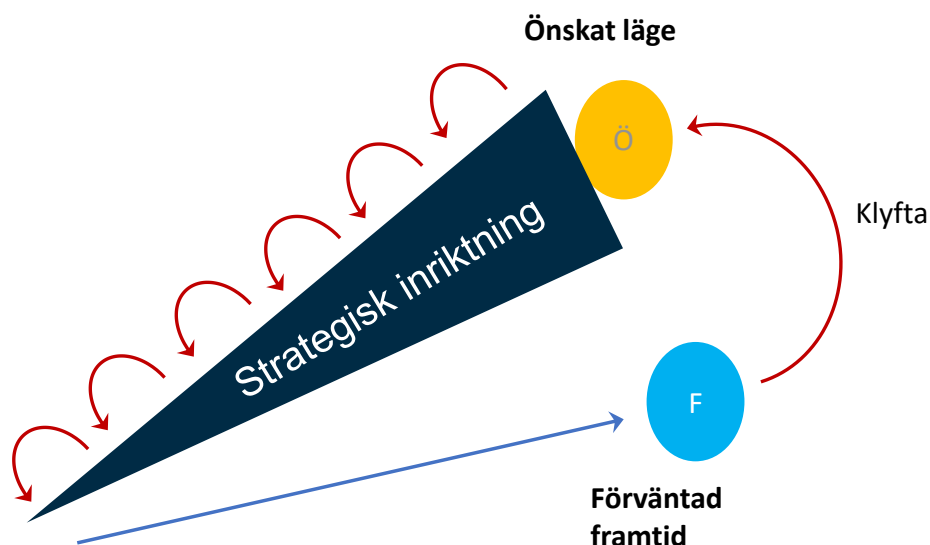 Önskat läge
Ö
Klyfta
Strategisk inriktning
F
Förväntad
framtid